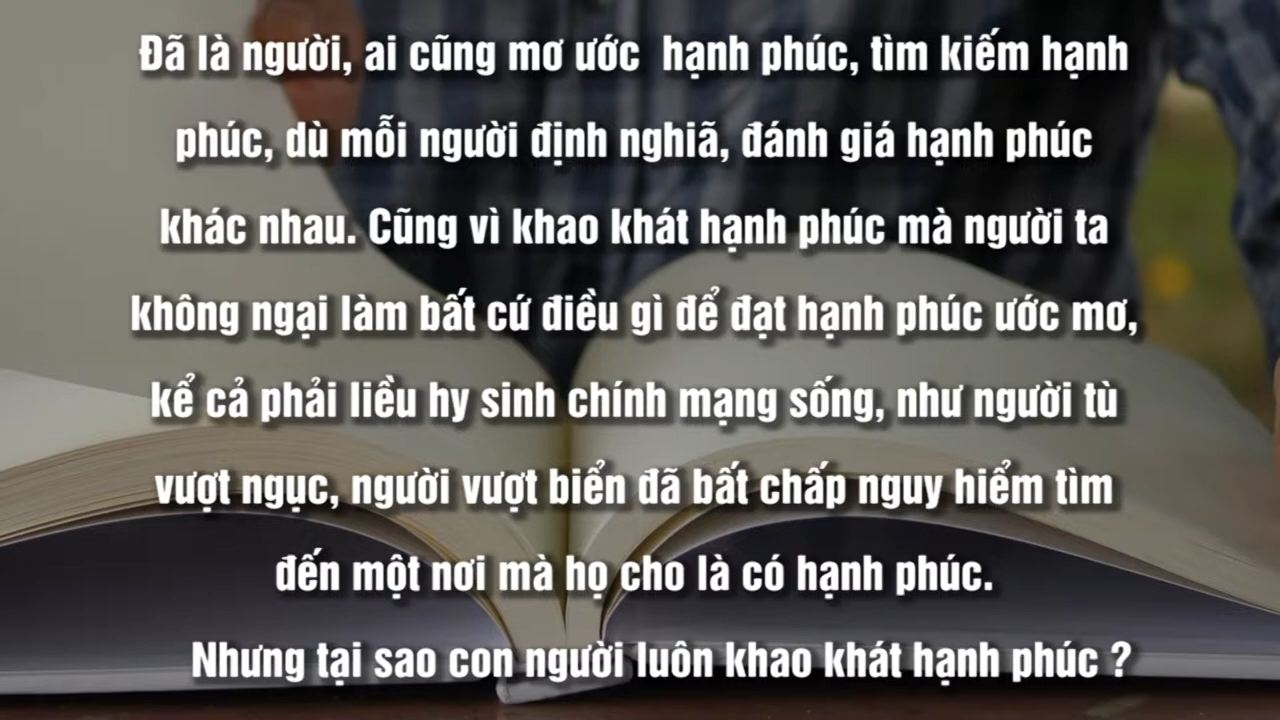 Đã là người, ai cũng mơ ước  hạnh phúc, tìm kiếm hạnh
phúc, dù mỗi người định nghiã, đánh giá hạnh phúc
khác nhau. Cũng vì khao khát hạnh phúc mà người ta
không ngại làm bất cứ điều gì để đạt hạnh phúc ước mơ,
kể cả phải liều hy sinh chính mạng sống, như người tù
vượt ngục, người vượt biển đã bất chấp nguy hiểm tìm
đến một nơi mà họ cho là có hạnh phúc.
Nhưng tại sao con người luôn khao khát hạnh phúc ?